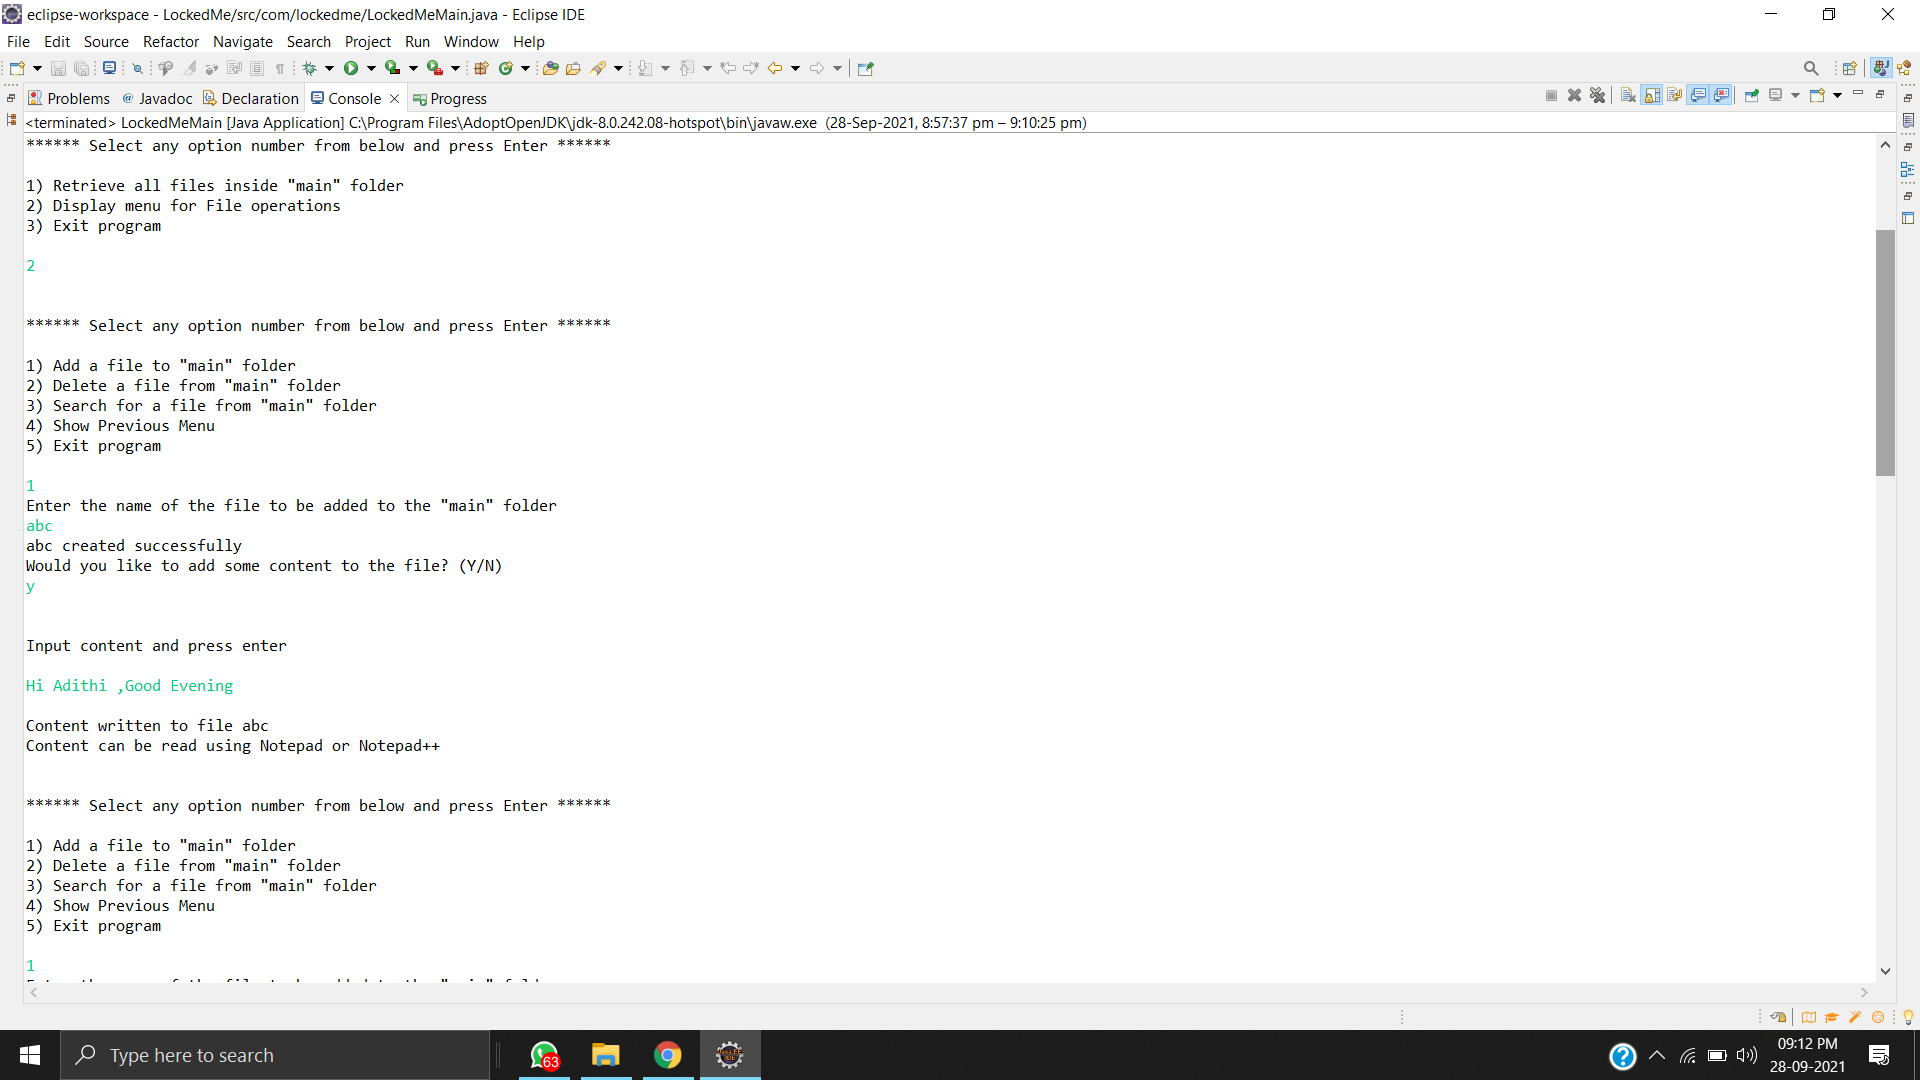 eclipse-workspace - LockedMe/src/com/lockedme/LockedMeMain.java - Eclipse IDE
File Edit Source Refactor Navigate Search Project Run Window Help
Problems @ Javadoc Declaration Console Progress
<terminated> LockedMeMain [Java Application] C:\Program Files\AdoptOpenJDK\jdk-8.0.242.08-hotspot\bin\javaw.exe (28-Sep-2021, 8:57:37 pm – 9:10:25 pm)
****** Select any option number from below and press Enter ******
1) Retrieve all files inside "main" folder
2) Display menu for File operations
3) Exit program
2
****** Select any option number from below and press Enter ******
1) Add a file to "main" folder
2) Delete a file from "main" folder
3) Search for a file from "main" folder
4) Show Previous Menu
5) Exit program
1
Enter the name of the file to be added to the "main" folder
abc
abc created successfully
Would you like to add some content to the file? (Y/N)
y
Input content and press enter
Hi Adithi ,Good Evening
Content written to file abc
Content can be read using Notepad or Notepad++
****** Select any option number from below and press Enter ******
1) Add a file to "main" folder
2) Delete a file from "main" folder
3) Search for a file from "main" folder
4) Show Previous Menu
5) Exit program
1
Type here to search
63
09:12 PM
28-09-2021